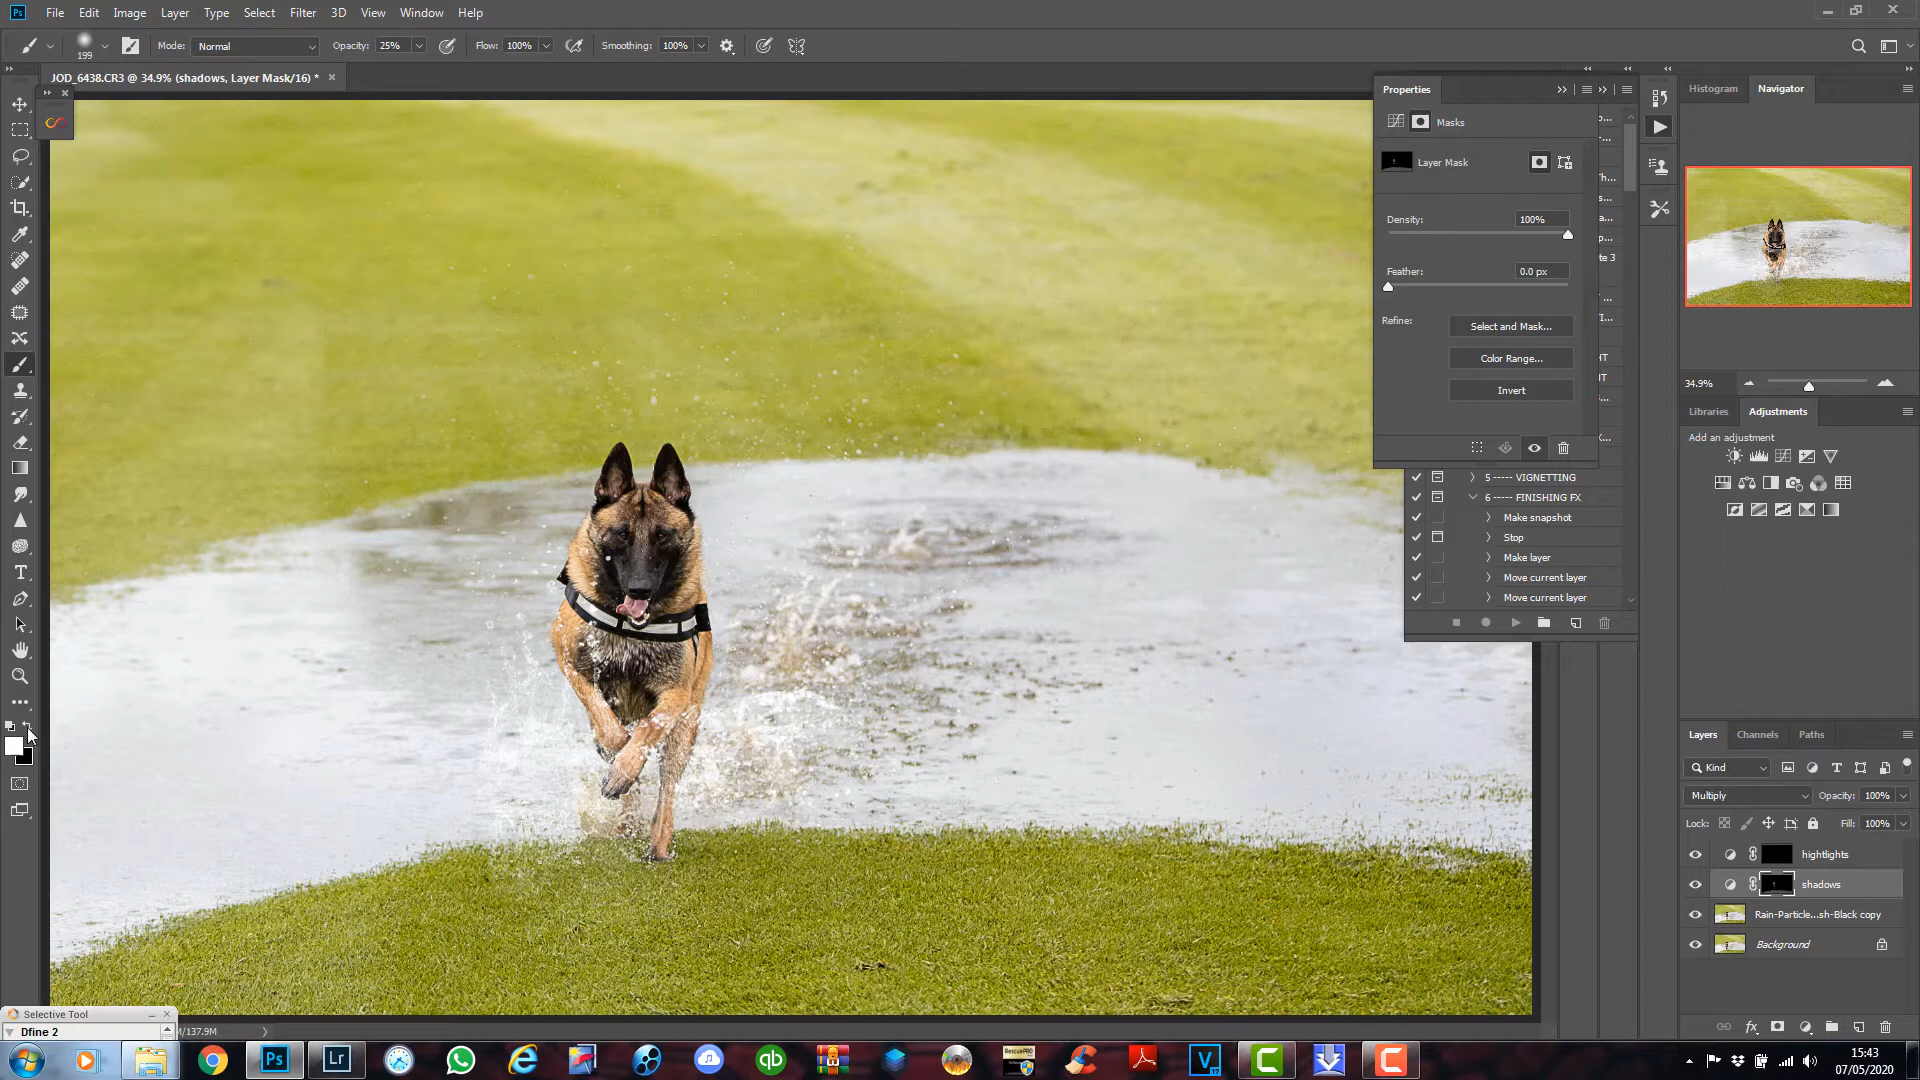 Ps File Edit Image Layer Type Select Filter 3D View Window Help
199 Mode: Normal Opacity: 25% Flow: 100% Smoothing: 100%
JOD_6438.CR3 @ 34.9% (shadows, Layer Mask/16) * ×
Properties
Masks
Layer Mask
Density: 100%
Feather: 0.0 px
Refine: Select and Mask...
Color Range...
Invert
5 ----- VIGNETTING
6 ----- FINISHING FX
Make snapshot
Stop
Make layer
Move current layer
Move current layer
Histogram Navigator
34.9%
Libraries Adjustments
Add an adjustment
Layers Channels Paths
Kind
Multiply Opacity: 100%
Lock: Fill: 100%
hightlights
shadows
Rain-Particle...sh-Black copy
Background
Selective Tool
Dfine 2
/137.9M
Ps Lr
15:43
07/05/2020